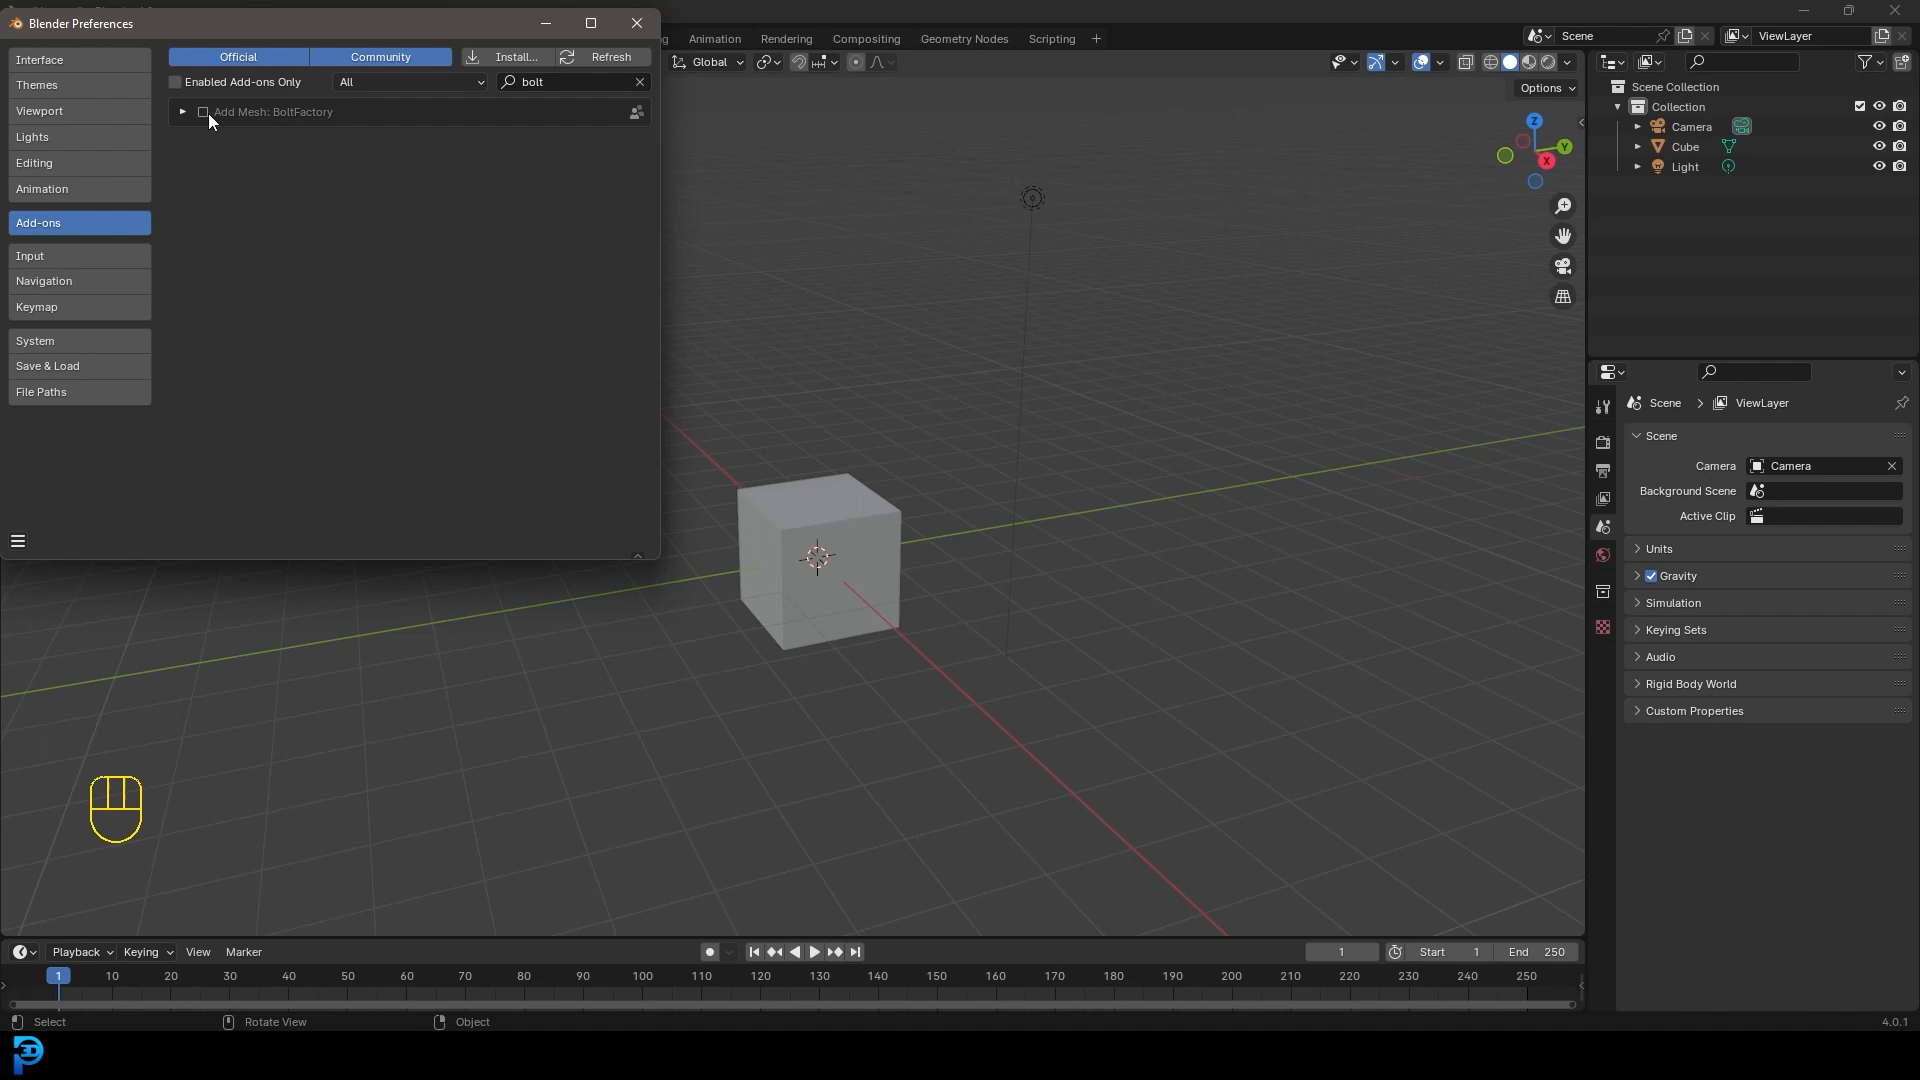 Blender Preferences
Interface
Themes
Viewport
Lights
Editing
Animation
Add-ons
Input
Navigation
Keymap
System
Save & Load
File Paths
Official Community Install... Refresh
Enabled Add-ons Only All bolt
Add Mesh: BoltFactory
Animation Rendering Compositing Geometry Nodes Scripting +
Scene ViewLayer
Global
Options
Z
Y
X
Scene Collection
Collection
Camera
Cube
Light
Scene > ViewLayer
Scene
Camera Camera
Background Scene
Active Clip
Units
Gravity
Simulation
Keying Sets
Audio
Rigid Body World
Custom Properties
Playback Keying View Marker
1 Start 1 End 250
1 10 20 30 40 50 60 70 80 90 100 110 120 130 140 150 160 170 180 190 200 210 220 230 240 250
Select Rotate View Object
4.0.1
3D